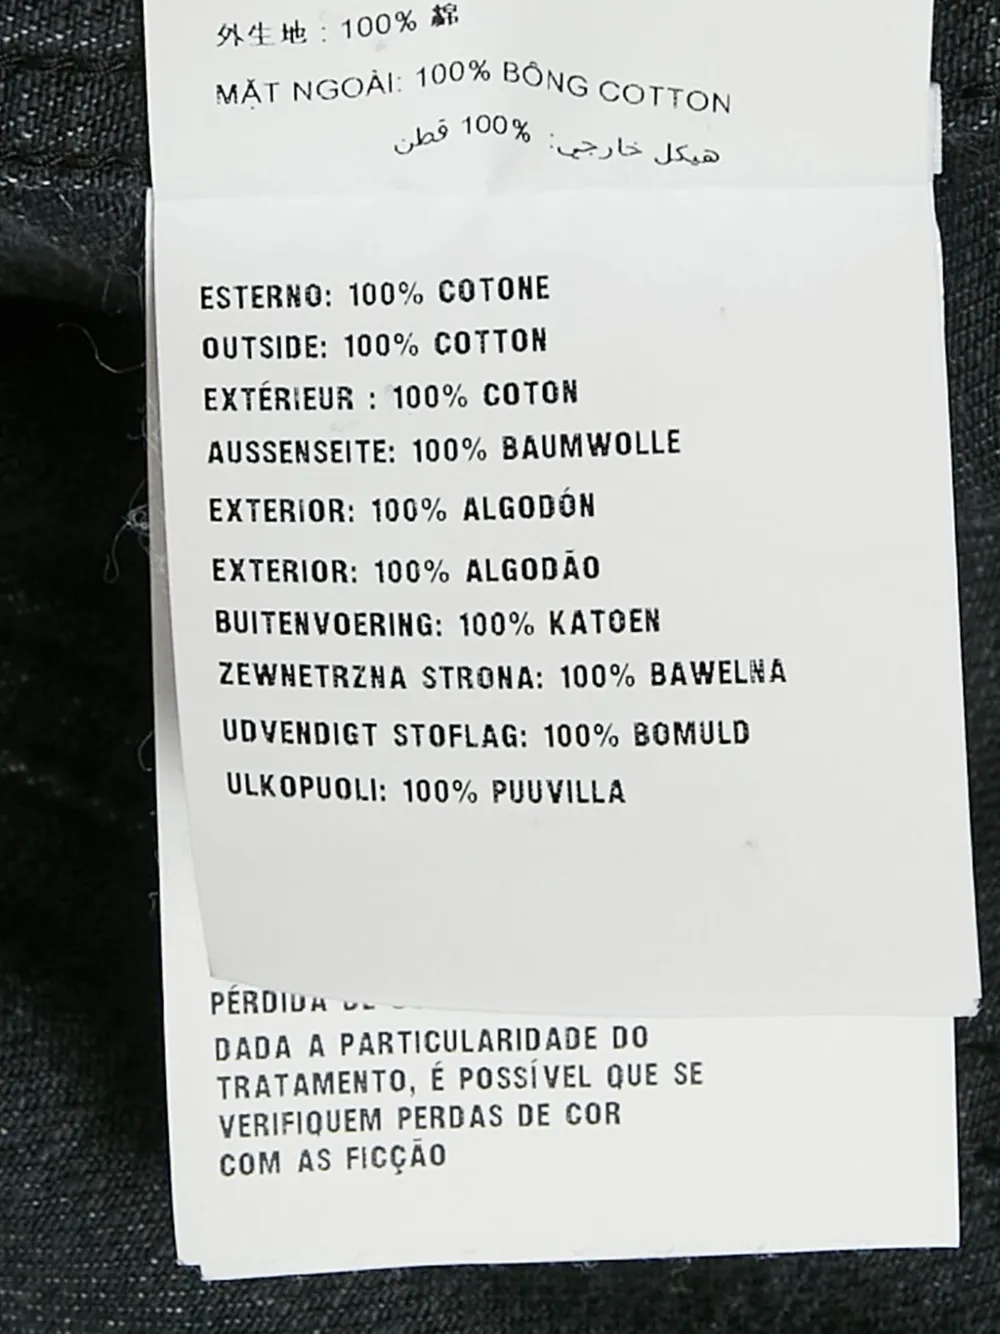 外生地 : 100% 綿
MẶT NGOÀI: 100% BÔNG COTTON
هيكل خارجي: 100% قطن
ESTERNO: 100% COTONE
OUTSIDE: 100% COTTON
EXTÉRIEUR : 100% COTON
AUSSENSEITE: 100% BAUMWOLLE
EXTERIOR: 100% ALGODÓN
EXTERIOR: 100% ALGODÃO
BUITENVOERING: 100% KATOEN
ZEWNETRZNA STRONA: 100% BAWELNA
UDVENDIGT STOFLAG: 100% BOMULD
ULKOPUOLI: 100% PUUVILLA
PÉRDIDA
DADA A PARTICULARIDADE DO
TRATAMENTO, É POSSÍVEL QUE SE
VERIFIQUEM PERDAS DE COR
COM AS FICÇÃO